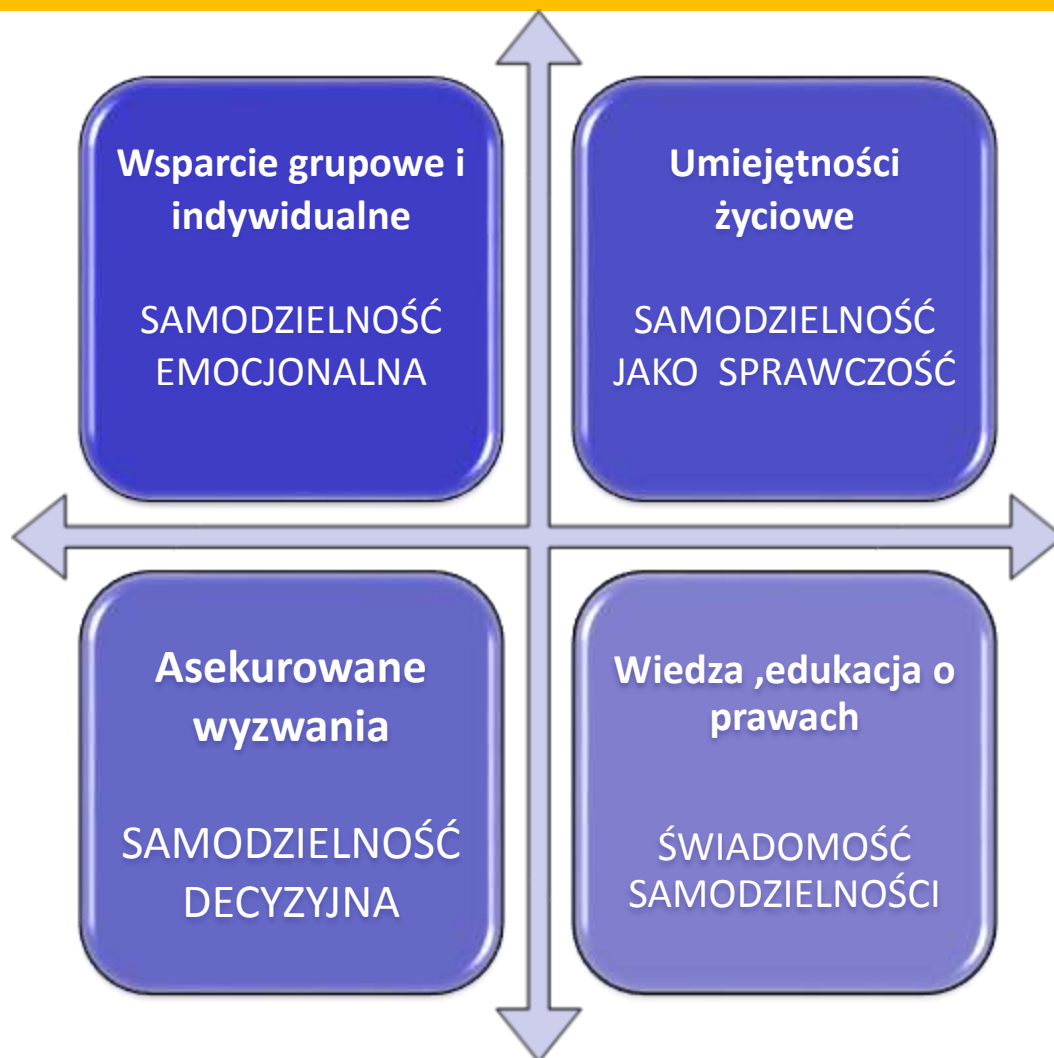 Wsparcie grupowe i
indywidualne
SAMODZIELNOŚĆ
EMOCJONALNA
Umiejętności
życiowe
SAMODZIELNOŚĆ
JAKO  SPRAWCZOŚĆ
Asekurowane
wyzwania
SAMODZIELNOŚĆ
DECYZYJNA
Wiedza ,edukacja o
prawach
ŚWIADOMOŚĆ
SAMODZIELNOŚCI